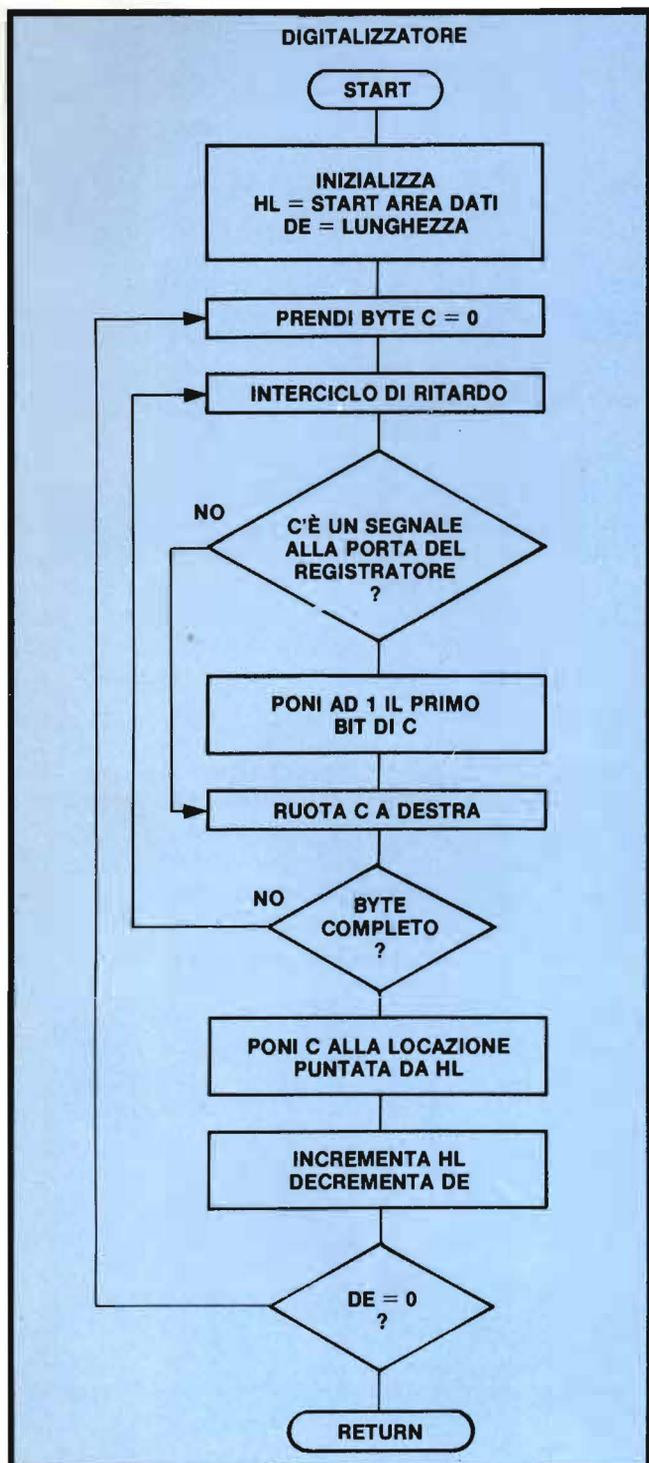 DIGITALIZZATORE
START
INIZIALIZZA
HL = START AREA DATI
DE = LUNGHEZZA
PRENDI BYTE C = 0
INTERCICLO DI RITARDO
NO
C'È UN SEGNALE
ALLA PORTA DEL
REGISTRATORE
?
PONI AD 1 IL PRIMO
BIT DI C
RUOTA C A DESTRA
NO
BYTE
COMPLETO
?
PONI C ALLA LOCAZIONE
PUNTATA DA HL
INCREMENTA HL
DECREMENTA DE
DE = 0
?
RETURN